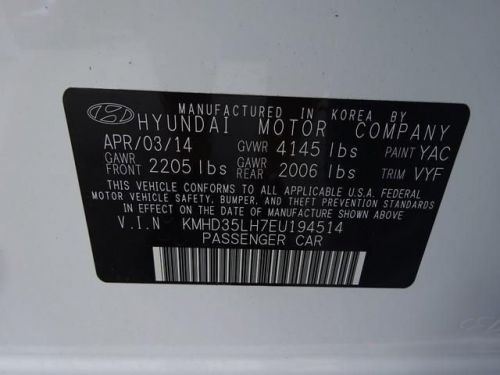 MANUFACTURED IN KOREA BY
HYUNDAI MOTOR COMPANY
APR/03/14 GVWR 4145 lbs PAINT YAC
GAWR FRONT 2205 lbs GAWR REAR 2006 lbs TRIM VYF
THIS VEHICLE CONFORMS TO ALL APPLICABLE U.S.A. FEDERAL
MOTOR VEHICLE SAFETY, BUMPER, AND THEFT PREVENTION STANDARDS
IN EFFECT ON THE DATE OF MANUFACTURE SHOWN ABOVE
V.I.N KMHD35LH7EU194514
PASSENGER CAR